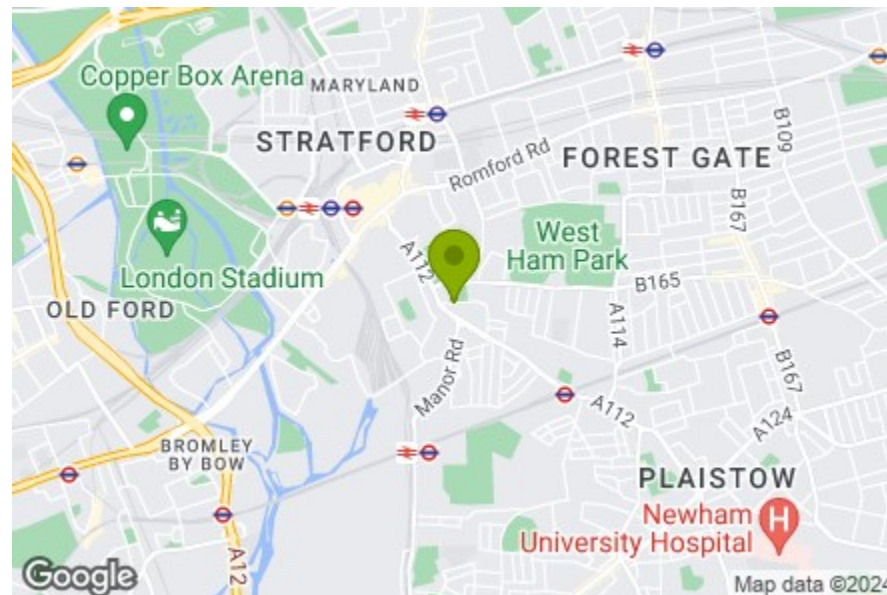 Copper Box Arena
MARYLAND
STRATFORD
FOREST GATE
Romford Rd
B109
B167
London Stadium
A112
West
Ham Park
B165
OLD FORD
A114
Manor Rd
B167
A112
A124
BROMLEY
BY BOW
PLAISTOW
Newham
University Hospital
H
A12
Google
Map data ©2024